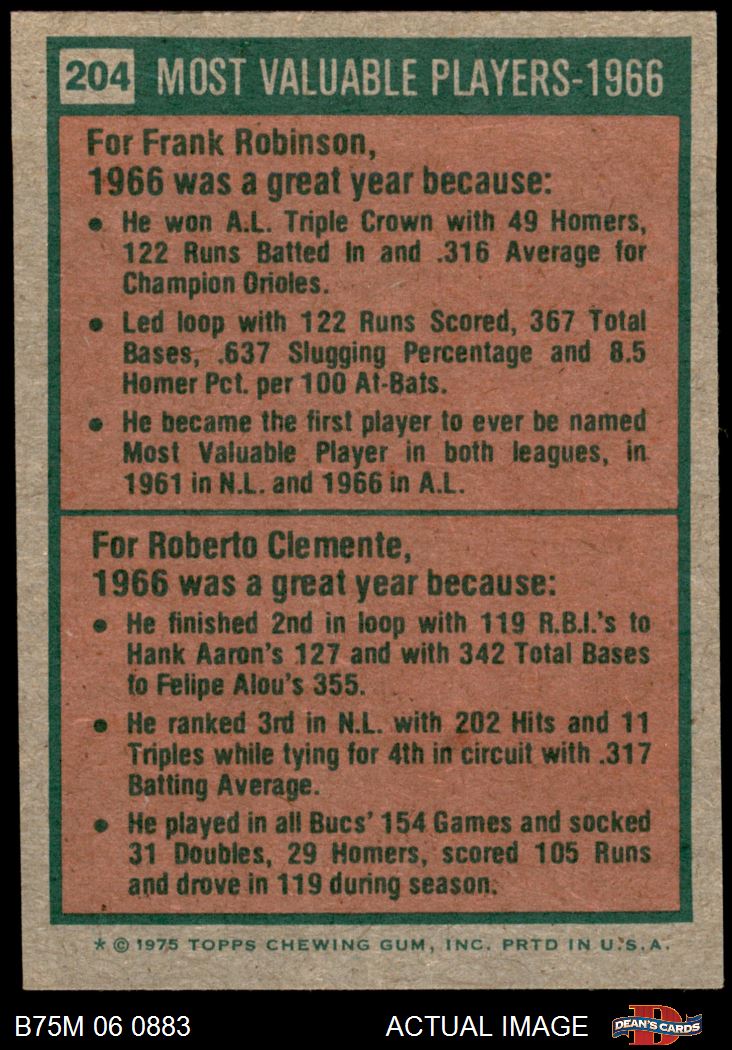 204 MOST VALUABLE PLAYERS-1966
For Frank Robinson,
1966 was a great year because:
• He won A.L. Triple Crown with 49 Homers,
122 Runs Batted In and .316 Average for
Champion Orioles.
• Led loop with 122 Runs Scored, 367 Total
Bases, .637 Slugging Percentage and 8.5
Homer Pct. per 100 At-Bats.
• He became the first player to ever be named
Most Valuable Player in both leagues, in
1961 in N.L. and 1966 in A.L.
For Roberto Clemente,
1966 was a great year because:
• He finished 2nd in loop with 119 R.B.I.'s to
Hank Aaron's 127 and with 342 Total Bases
to Felipe Alou's 355.
• He ranked 3rd in N.L. with 202 Hits and 11
Triples while tying for 4th in circuit with .317
Batting Average.
• He played in all Bucs' 154 Games and socked
31 Doubles, 29 Homers, scored 105 Runs
and drove in 119 during season.
* © 1975 TOPPS CHEWING GUM, INC. PRTD IN U.S.A.
B75M 06 0883 ACTUAL IMAGE D DEAN'S CARDS